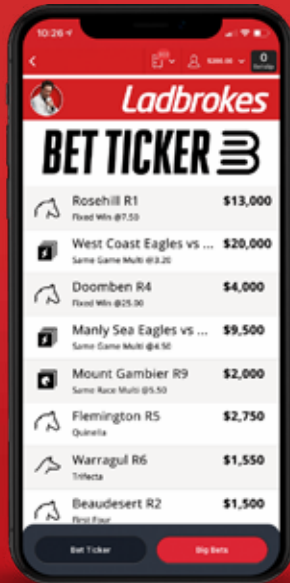 10:26
0
Betslip
Ladbrokes
BET TICKER
Rosehill R1 $13,000
Fixed Win @7.50
West Coast Eagles vs ... $20,000
Same Game Multi @3.20
Doomben R4 $4,000
Fixed Win @25.00
Manly Sea Eagles vs ... $9,500
Same Game Multi @4.50
Mount Gambier R9 $2,000
Same Race Multi @5.50
Flemington R5 $2,750
Quinella
Warragul R6 $1,550
Trifecta
Beaudesert R2 $1,500
First Four
Bet Ticker Big Bets